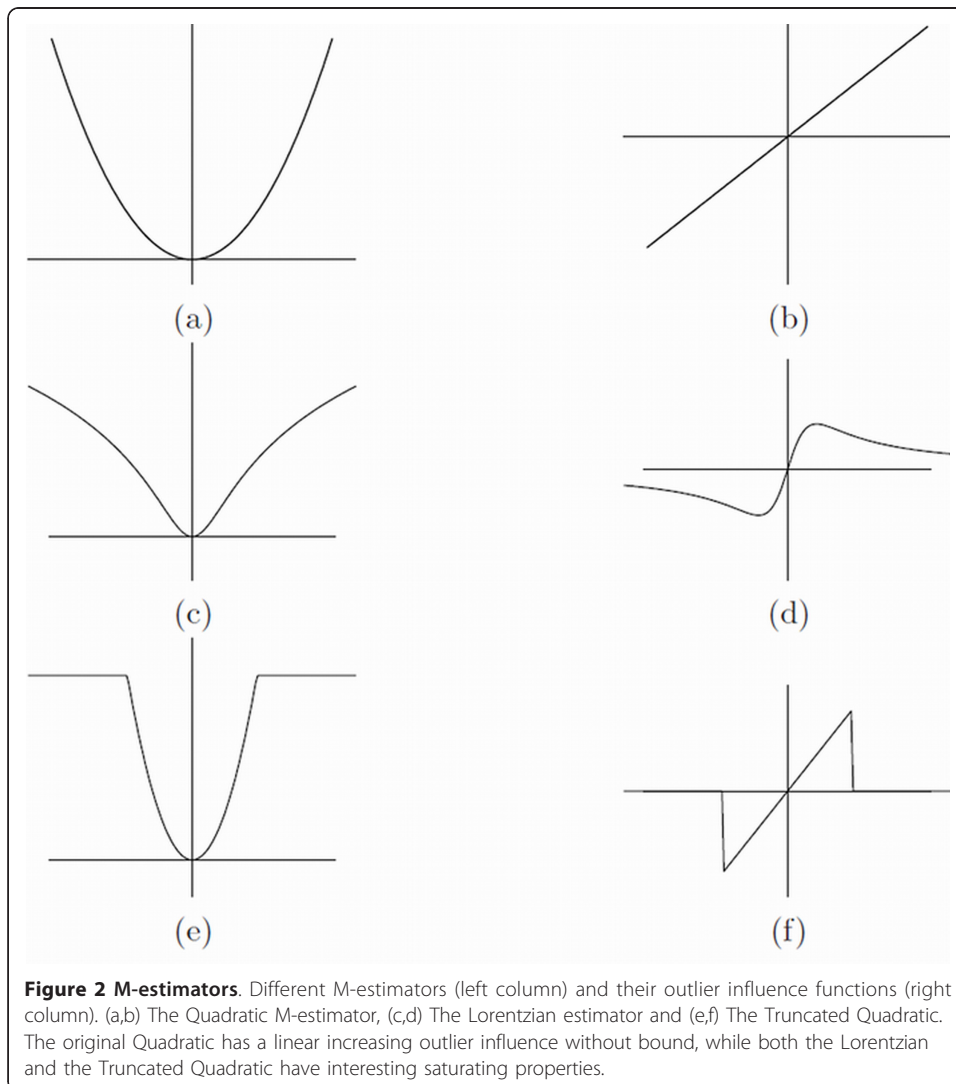 (a)
(b)
(c)
(d)
(e)
(f)
Figure 2 M-estimators. Different M-estimators (left column) and their outlier influence functions (right
column). (a,b) The Quadratic M-estimator, (c,d) The Lorentzian estimator and (e,f) The Truncated Quadratic.
The original Quadratic has a linear increasing outlier influence without bound, while both the Lorentzian
and the Truncated Quadratic have interesting saturating properties.